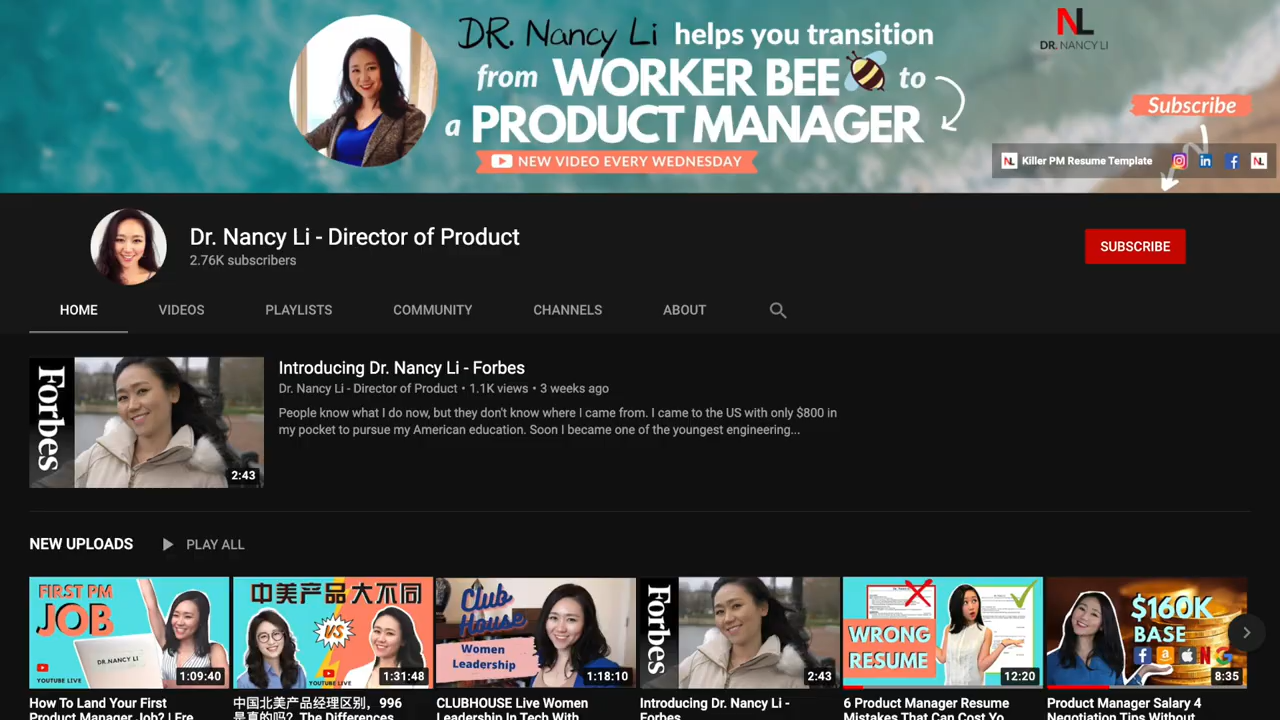 DR. Nancy Li helps you transition
from WORKER BEE to
a PRODUCT MANAGER
NEW VIDEO EVERY WEDNESDAY
NL
DR. NANCY LI
Subscribe
NL Killer PM Resume Template
Dr. Nancy Li - Director of Product
2.76K subscribers
SUBSCRIBE
HOME VIDEOS PLAYLISTS COMMUNITY CHANNELS ABOUT
Forbes
2:43
Introducing Dr. Nancy Li - Forbes
Dr. Nancy Li - Director of Product • 1.1K views • 3 weeks ago
People know what I do now, but they don't know where I came from. I came to the US with only $800 in
my pocket to pursue my American education. Soon I became one of the youngest engineering...
NEW UPLOADS PLAY ALL
FIRST PM
JOB
DR.NANCY LI
YOUTUBE LIVE
1:09:40
How To Land Your First
Product Manager Job? | Fre
中美产品大不同
VS
YOUTUBE LIVE
1:31:48
中国北美产品经理区别，996
是真的吗？The Differences
Club
House
Women
Leadership
1:18:10
CLUBHOUSE Live Women
Leadership In Tech With
Forbes
2:43
Introducing Dr. Nancy Li -
Forbes
WRONG
RESUME
12:20
6 Product Manager Resume
Mistakes That Can Cost Yo
$160K
BASE
8:35
Product Manager Salary 4
Negotiation Tips Without